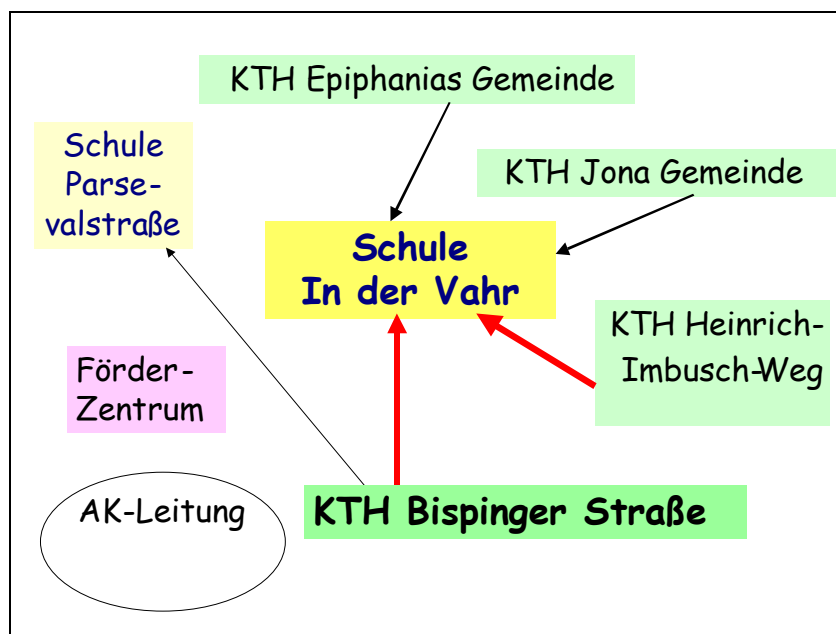 KTH Epiphanias Gemeinde
Schule
Parse-
valstraße
KTH Jona Gemeinde
Schule
In der Vahr
KTH Heinrich-
Imbusch-Weg
Förder-
Zentrum
AK-Leitung
KTH Bispinger Straße